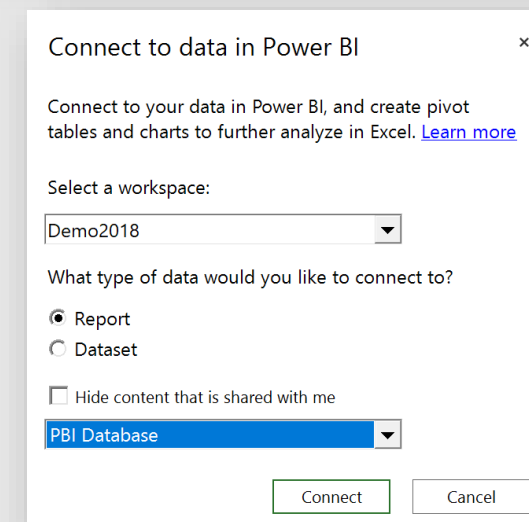 Connect to data in Power BI
×
Connect to your data in Power BI, and create pivot
tables and charts to further analyze in Excel. Learn more
Select a workspace:
Demo2018
What type of data would you like to connect to?
Report
Dataset
Hide content that is shared with me
PBI Database
Connect
Cancel